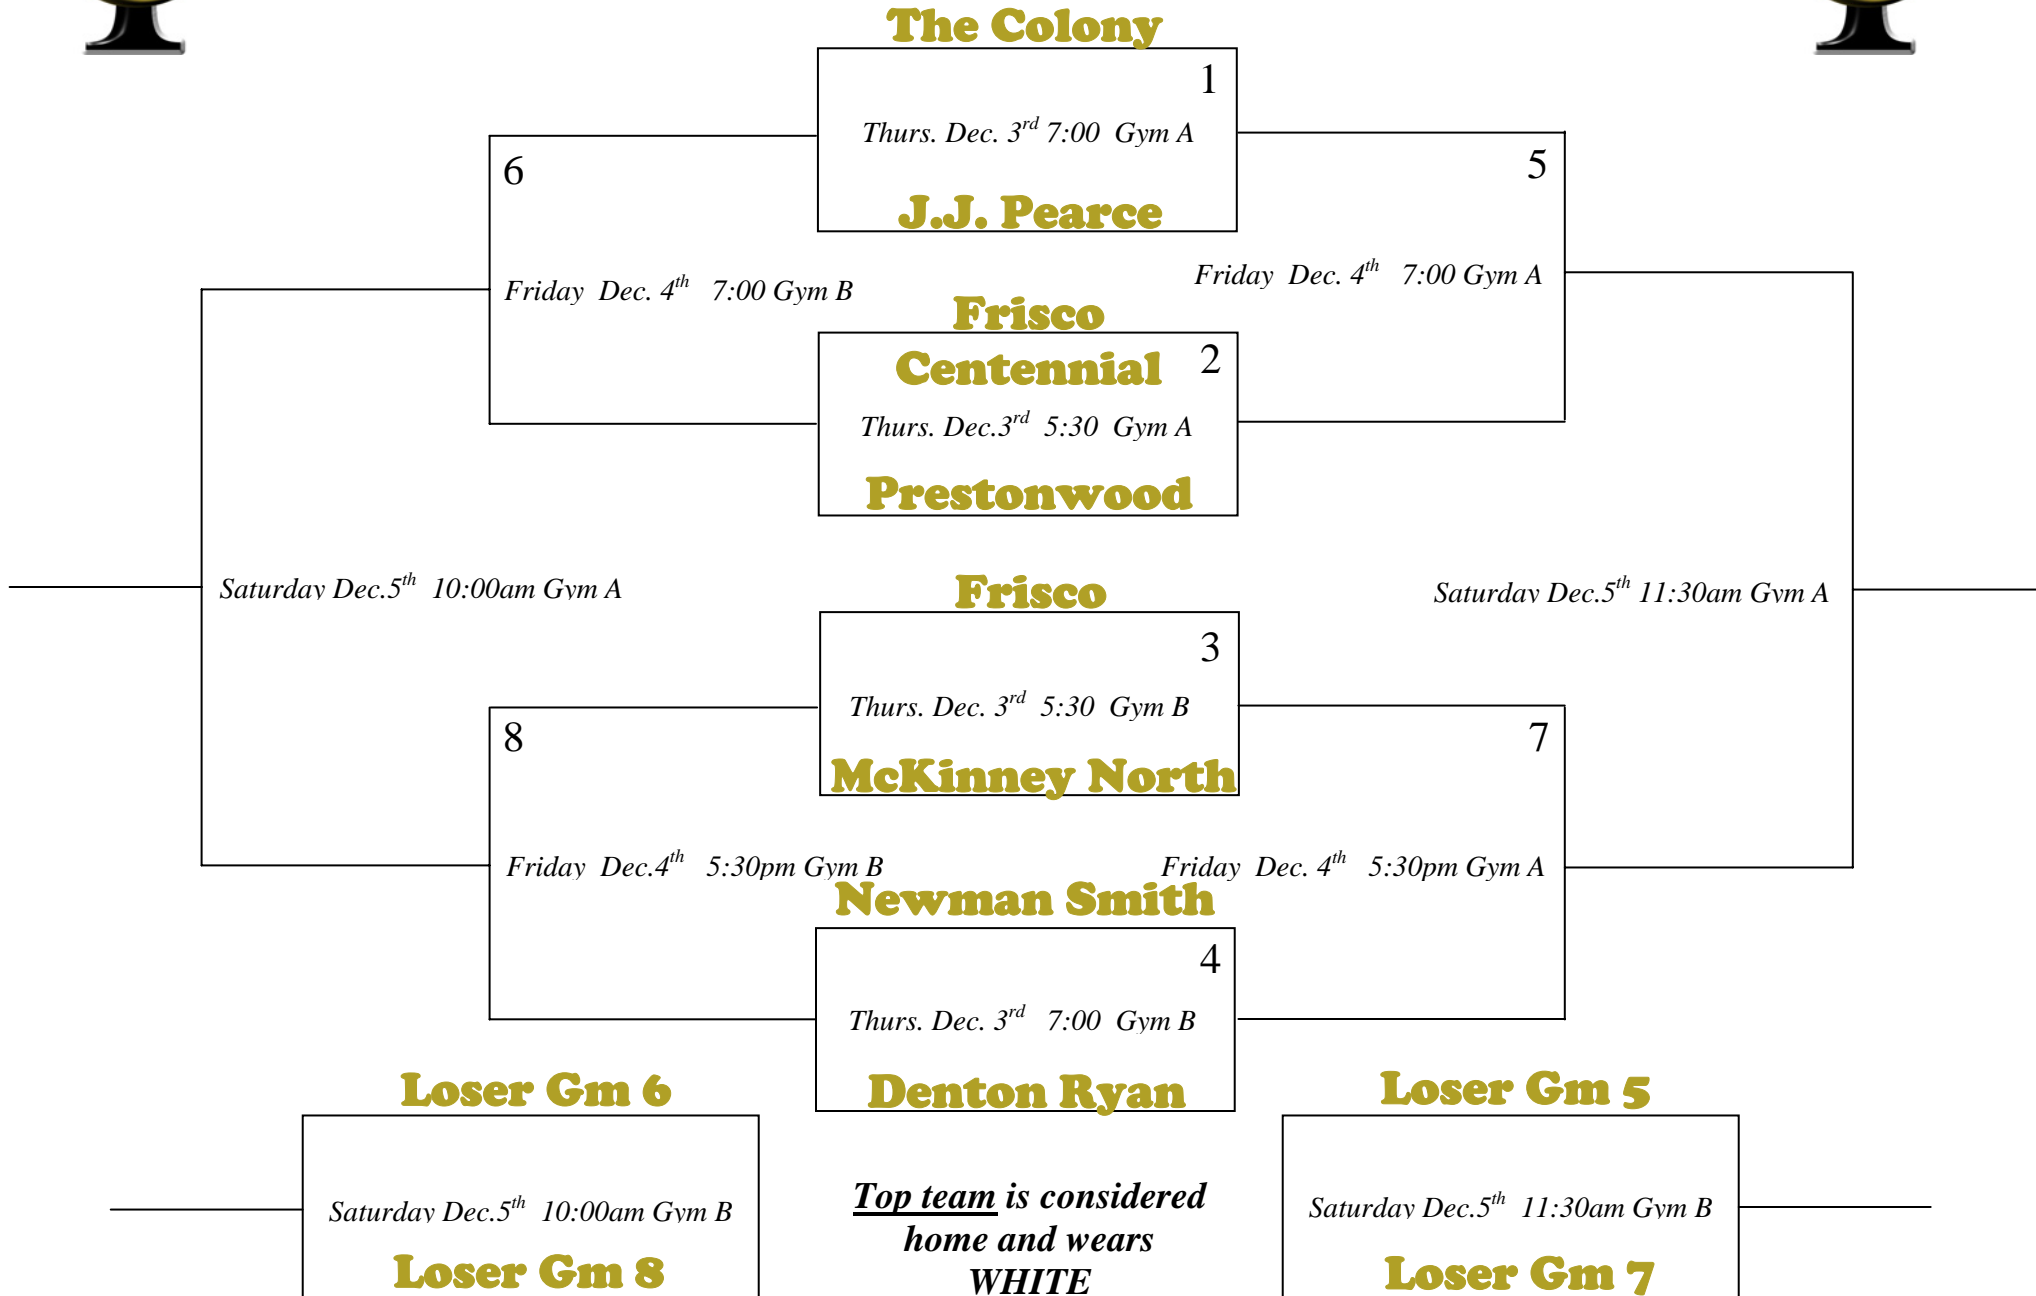 The Colony
1
Thurs. Dec. 3rd 7:00 Gym A
6
5
J.J. Pearce
Friday Dec. 4th 7:00 Gym B
Friday Dec. 4th 7:00 Gym A
Frisco
Centennial
2
Thurs. Dec.3rd 5:30 Gym A
Prestonwood
Saturday Dec.5th 10:00am Gym A
Frisco
Saturday Dec.5th 11:30am Gym A
3
Thurs. Dec. 3rd 5:30 Gym B
8
7
McKinney North
Friday Dec.4th 5:30pm Gym B
Friday Dec. 4th 5:30pm Gym A
Newman Smith
4
Thurs. Dec. 3rd 7:00 Gym B
Denton Ryan
Loser Gm 6
Loser Gm 5
Saturday Dec.5th 10:00am Gym B
Top team is considered
home and wears
WHITE
Saturday Dec.5th 11:30am Gym B
Loser Gm 8
Loser Gm 7